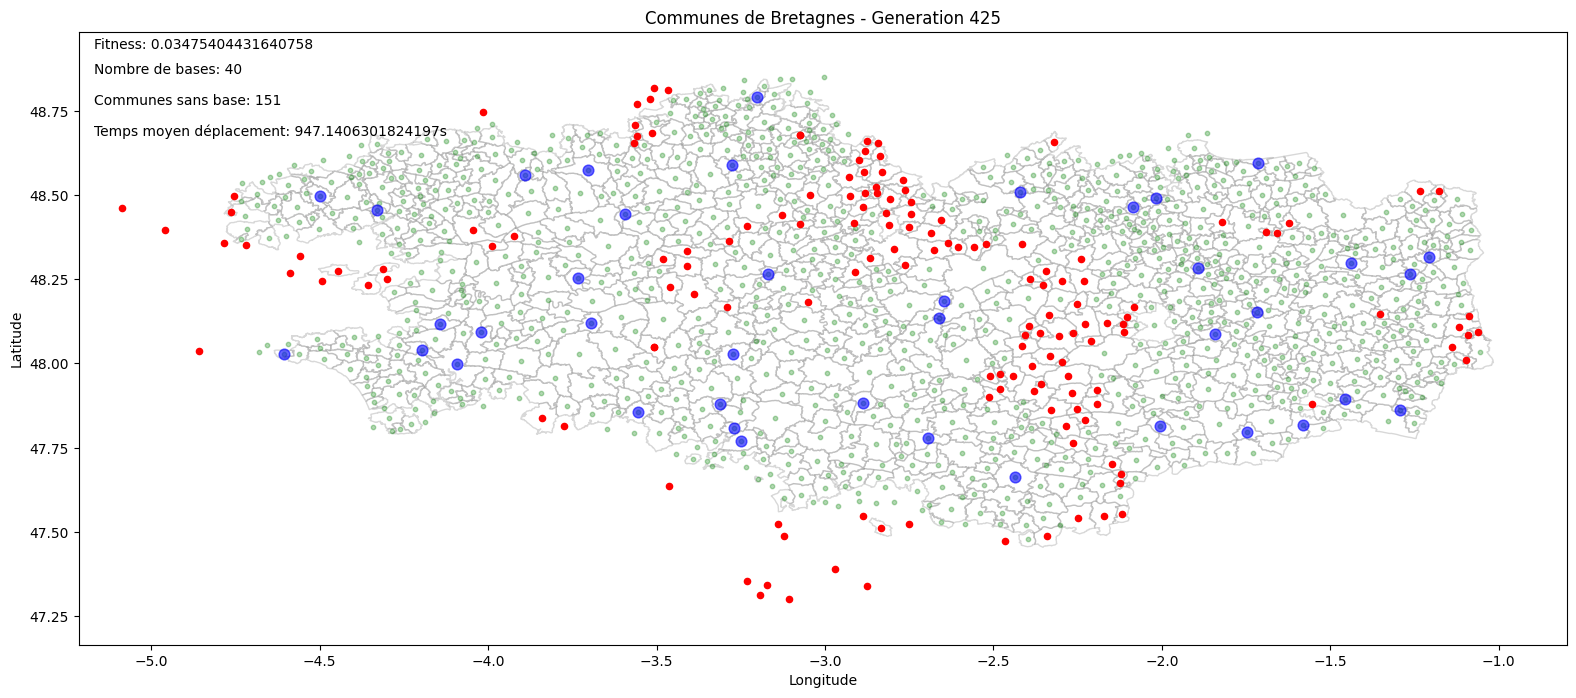 Communes de Bretagnes - Generation 425
Fitness: 0.03475404431640758
Nombre de bases: 40
Communes sans base: 151
Temps moyen déplacement: 947.1406301824197s
Latitude
48.75
48.50
48.25
48.00
47.75
47.50
47.25
−5.0 −4.5 −4.0 −3.5 −3.0 −2.5 −2.0 −1.5 −1.0
Longitude